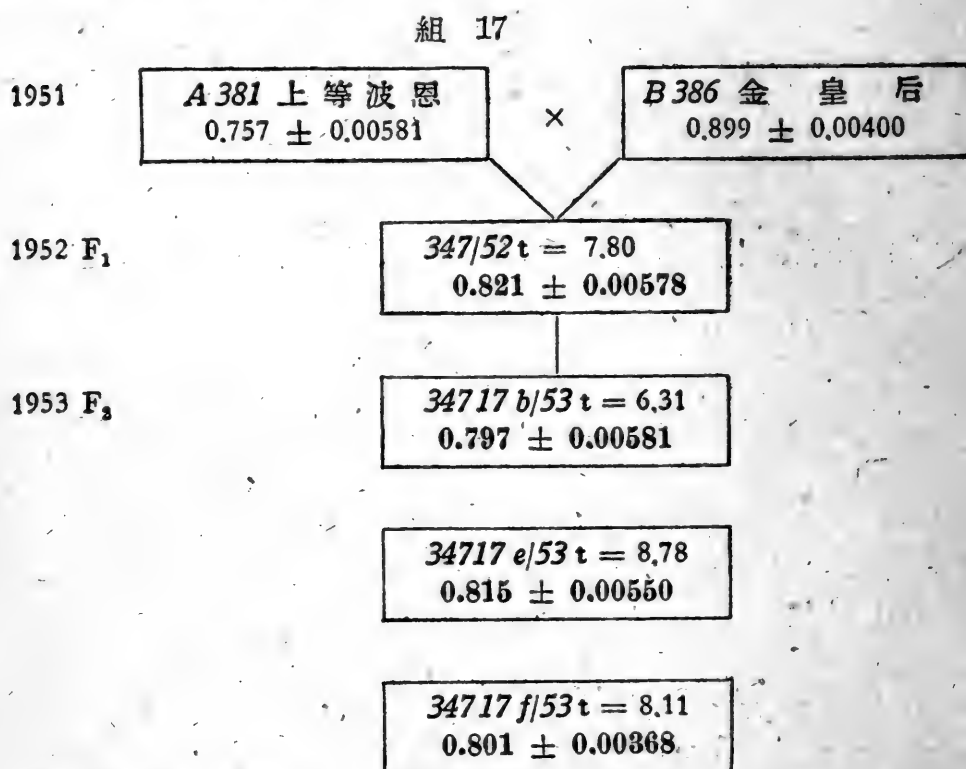 組 17
1951
A 381 上等波恩
0.757 ± 0.00581
×
B 386 金皇后
0.899 ± 0.00400
1952 F₁
347/52 t = 7.80
0.821 ± 0.00578
1953 F₂
34717 b/53 t = 6.31
0.797 ± 0.00581
34717 e/53 t = 8.78
0.815 ± 0.00550
34717 f/53 t = 8.11
0.801 ± 0.00368